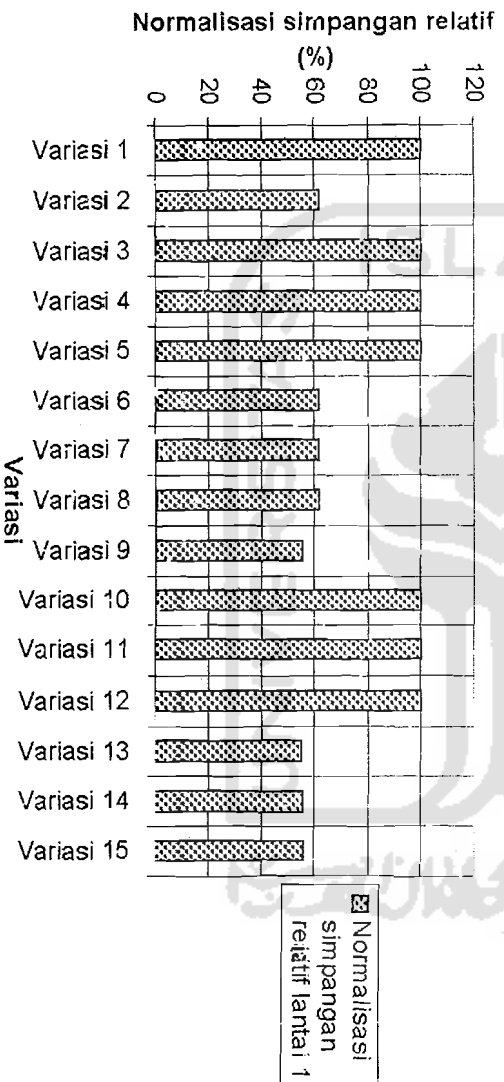 Normalisasi simpangan relatif
(%)
0
20
40
60
80
100
120
Variasi 1
Variasi 2
Variasi 3
Variasi 4
Variasi 5
Variasi 6
Variasi 7
Variasi 8
Variasi 9
Variasi 10
Variasi 11
Variasi 12
Variasi 13
Variasi 14
Variasi 15
Variasi
Normalisasi
simpangan
relatif lantai 1